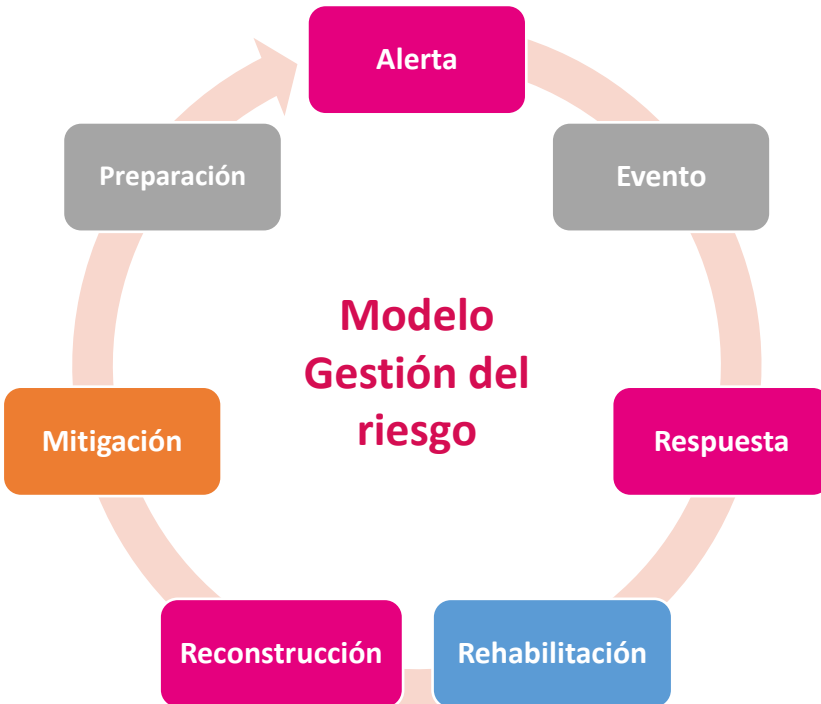 Alerta
Evento
Respuesta
Rehabilitación
Reconstrucción
Mitigación
Preparación
Modelo
Gestión del
riesgo